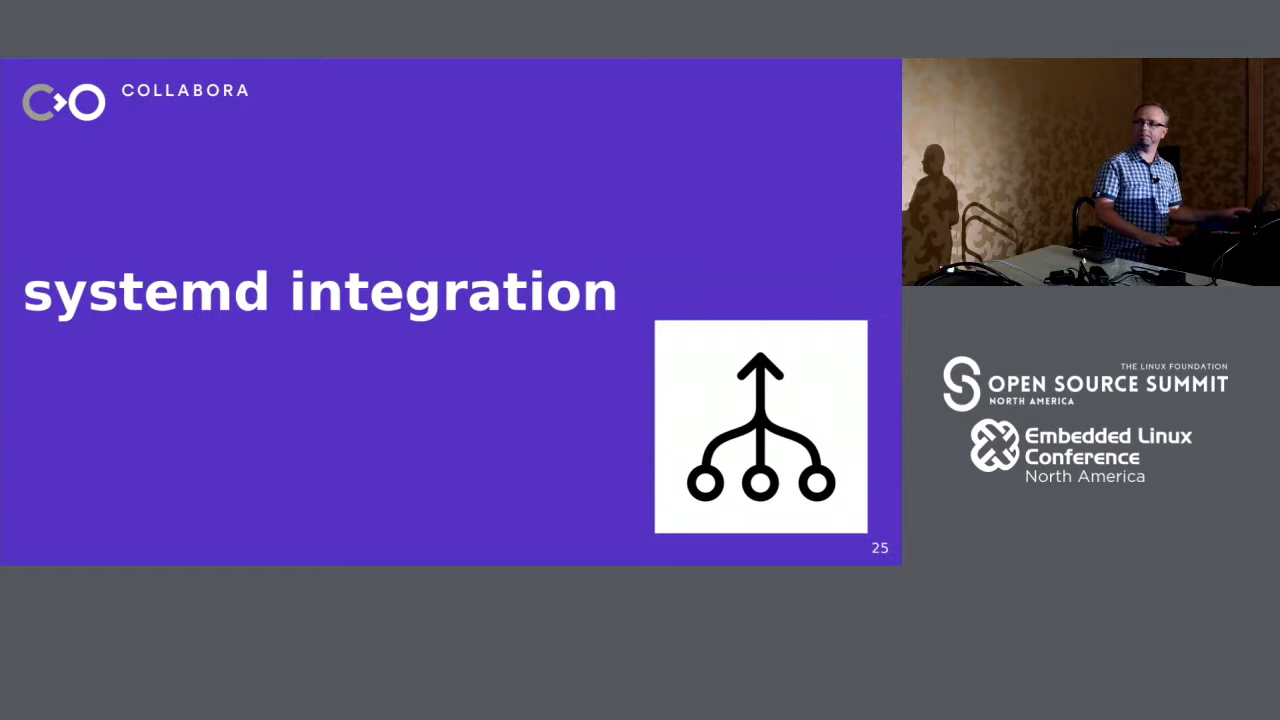 COLLABORA
systemd integration
25
THE LINUX FOUNDATION
OPEN SOURCE SUMMIT
NORTH AMERICA
Embedded Linux
Conference
North America